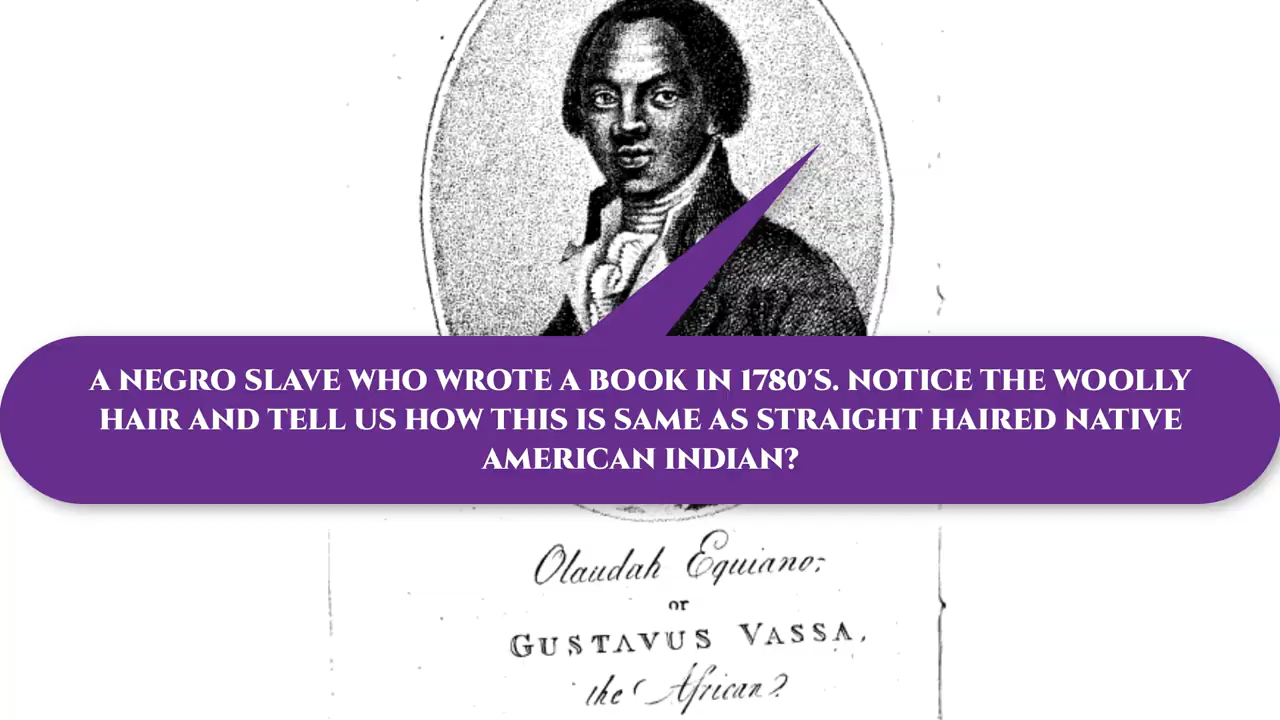 A NEGRO SLAVE WHO WROTE A BOOK IN 1780'S. NOTICE THE WOOLLY
HAIR AND TELL US HOW THIS IS SAME AS STRAIGHT HAIRED NATIVE
AMERICAN INDIAN?
Olaudah Equiano;
or
GUSTAVUS VASSA,
the African?